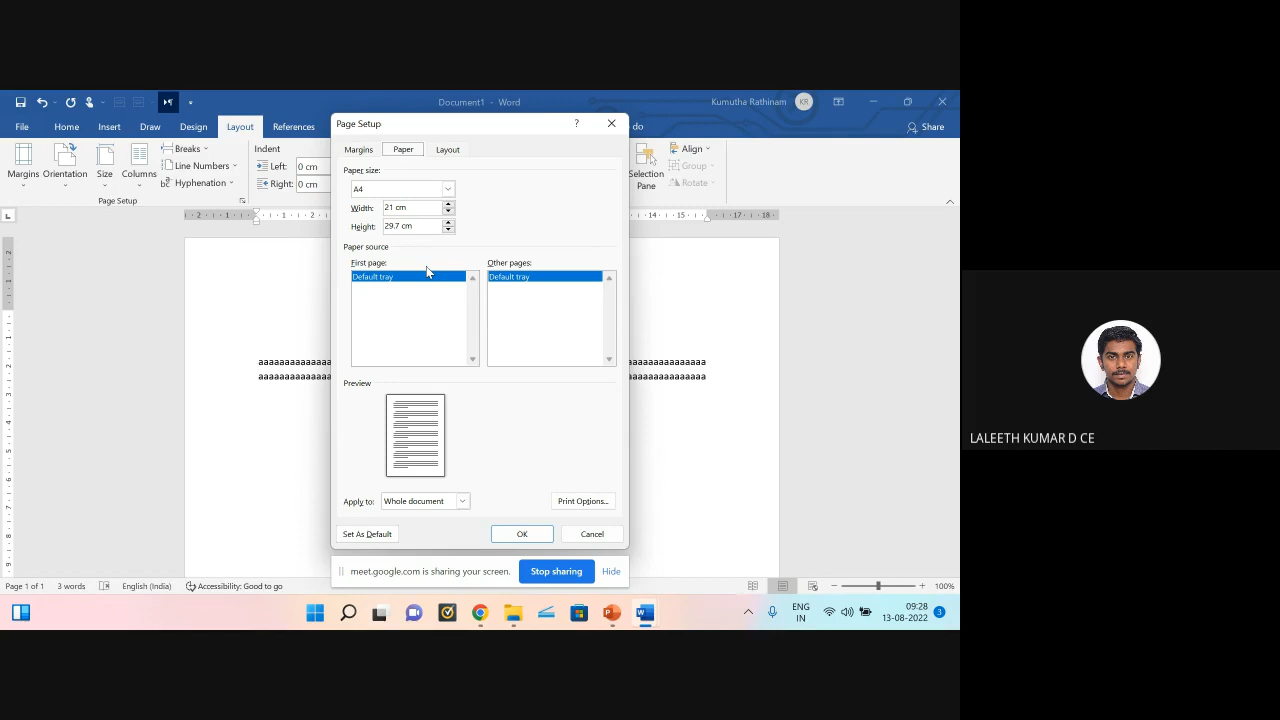 Document1 - Word
Kumutha Rathinam KR
File Home Insert Draw Design Layout References do Share
Margins Orientation Size Columns
Breaks
Line Numbers
Hyphenation
Page Setup
Indent
Left: 0 cm
Right: 0 cm
Selection Pane
Align
Group
Rotate
Page Setup ?
Margins Paper Layout
Paper size:
A4
Width: 21 cm
Height: 29.7 cm
Paper source
First page: Other pages:
Default tray Default tray
Preview
Apply to: Whole document Print Options...
Set As Default OK Cancel
meet.google.com is sharing your screen. Stop sharing Hide
LALEETH KUMAR D CE
Page 1 of 1 3 words English (India) Accessibility: Good to go 100%
ENG
IN
09:28
13-08-2022
3